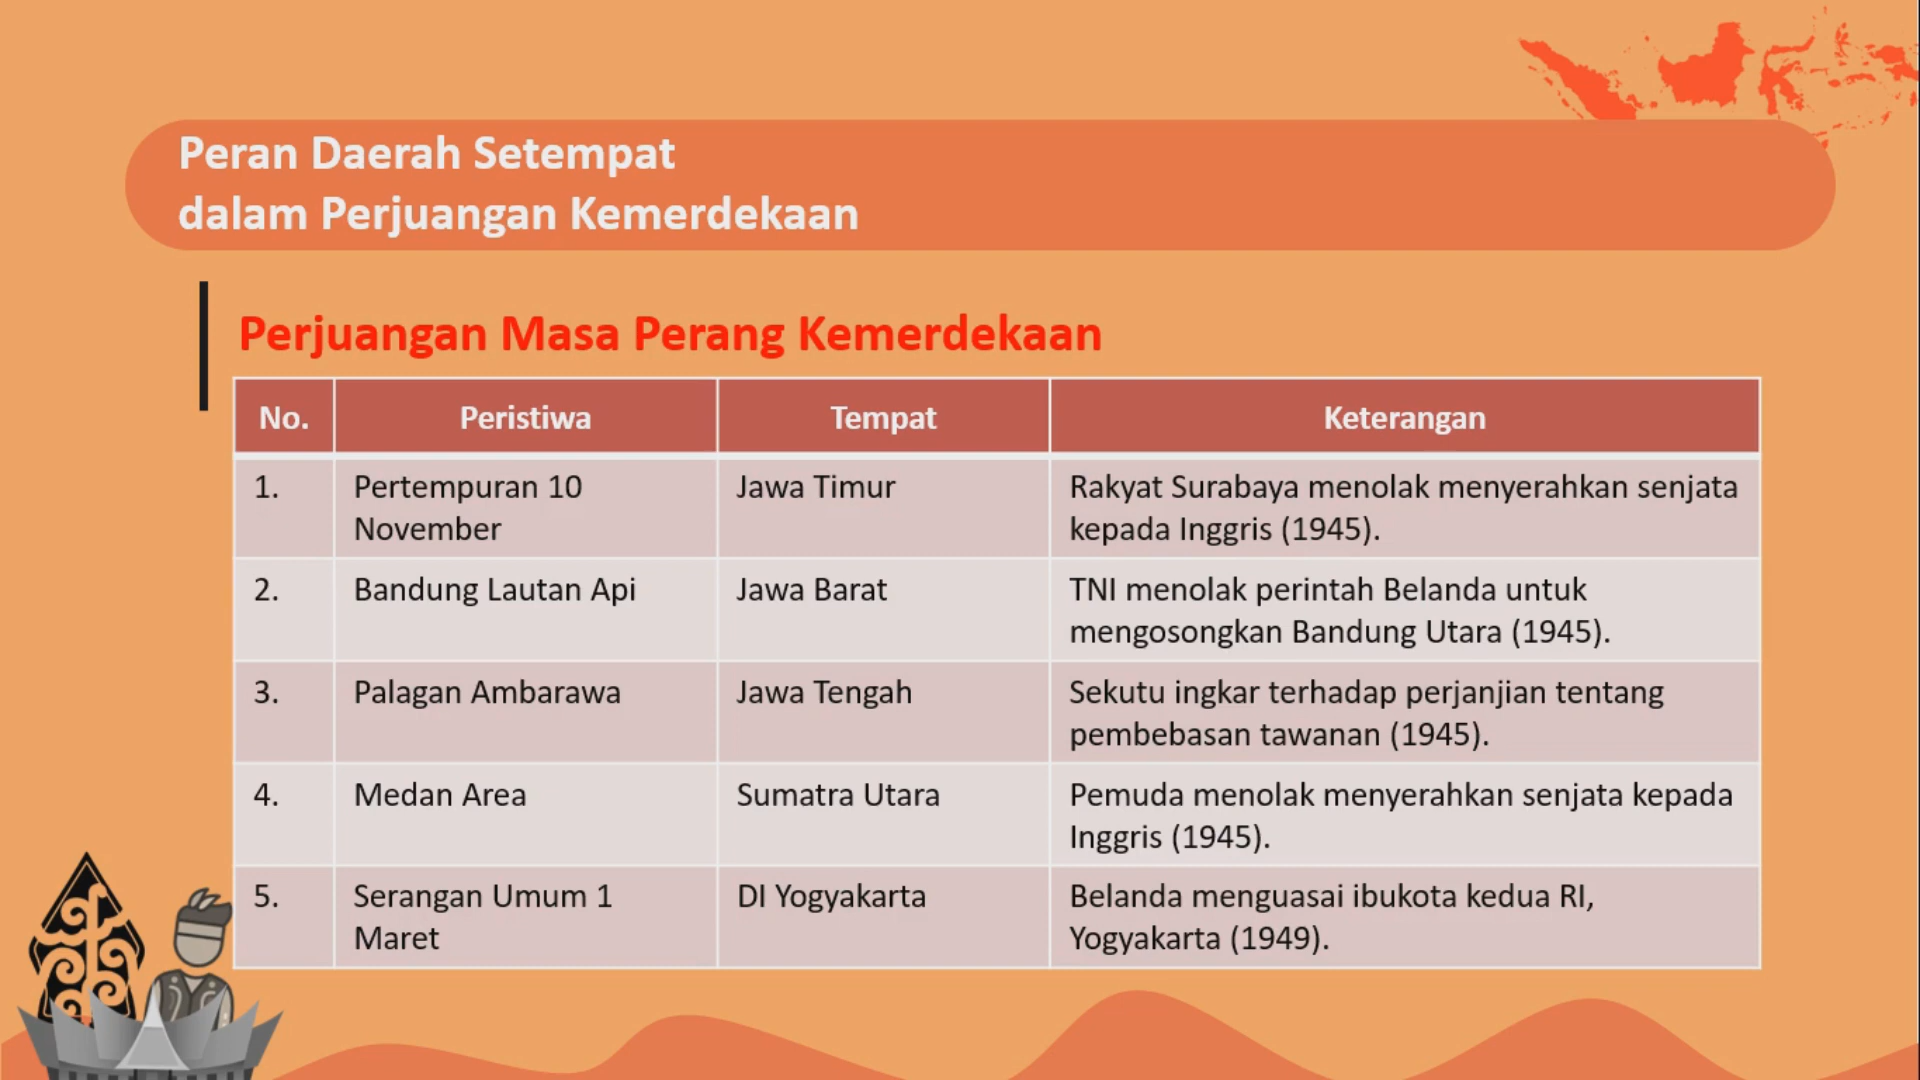 Peran Daerah Setempat
dalam Perjuangan Kemerdekaan
Perjuangan Masa Perang Kemerdekaan
No. Peristiwa Tempat Keterangan
1. Pertempuran 10 Jawa Timur Rakyat Surabaya menolak menyerahkan senjata
November kepada Inggris (1945).
2. Bandung Lautan Api Jawa Barat TNI menolak perintah Belanda untuk
mengosongkan Bandung Utara (1945).
3. Palagan Ambarawa Jawa Tengah Sekutu ingkar terhadap perjanjian tentang
pembebasan tawanan (1945).
4. Medan Area Sumatra Utara Pemuda menolak menyerahkan senjata kepada
Inggris (1945).
5. Serangan Umum 1 DI Yogyakarta Belanda menguasai ibukota kedua RI,
Maret Yogyakarta (1949).